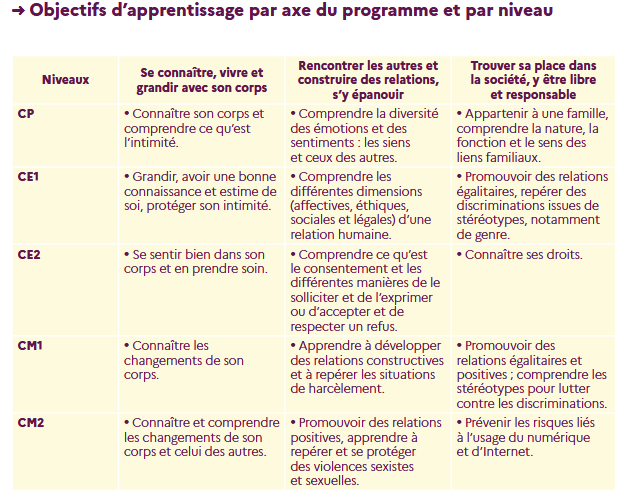 → Objectifs d’apprentissage par axe du programme et par niveau
Niveaux
Se connaître, vivre et
grandir avec son corps
Rencontrer les autres et
construire des relations,
s’y épanouir
Trouver sa place dans
la société, y être libre
et responsable
CP
• Connaître son corps et
comprendre ce qu’est
l’intimité.
• Comprendre la diversité
des émotions et des
sentiments : les siens
et ceux des autres.
• Appartenir à une famille,
comprendre la nature, la
fonction et le sens des
liens familiaux.
CE1
• Grandir, avoir une bonne
connaissance et estime de
soi, protéger son intimité.
• Comprendre les
différentes dimensions
(affectives, éthiques,
sociales et légales) d’une
relation humaine.
• Promouvoir des relations
égalitaires, repérer des
discriminations issues de
stéréotypes, notamment
de genre.
CE2
• Se sentir bien dans son
corps et en prendre soin.
• Comprendre ce qu’est
le consentement et les
différentes manières de le
solliciter et de l’exprimer
ou d’accepter et de
respecter un refus.
• Connaître ses droits.
CM1
• Connaître les
changements de son
corps.
• Apprendre à développer
des relations constructives
et à repérer les situations
de harcèlement.
• Promouvoir des
relations égalitaires et
positives ; comprendre les
stéréotypes pour lutter
contre les discriminations.
CM2
• Connaître et comprendre
les changements de son
corps et celui des autres.
• Promouvoir des relations
positives, apprendre à
repérer et se protéger
des violences sexistes
et sexuelles.
• Prévenir les risques liés
à l’usage du numérique
et d’Internet.